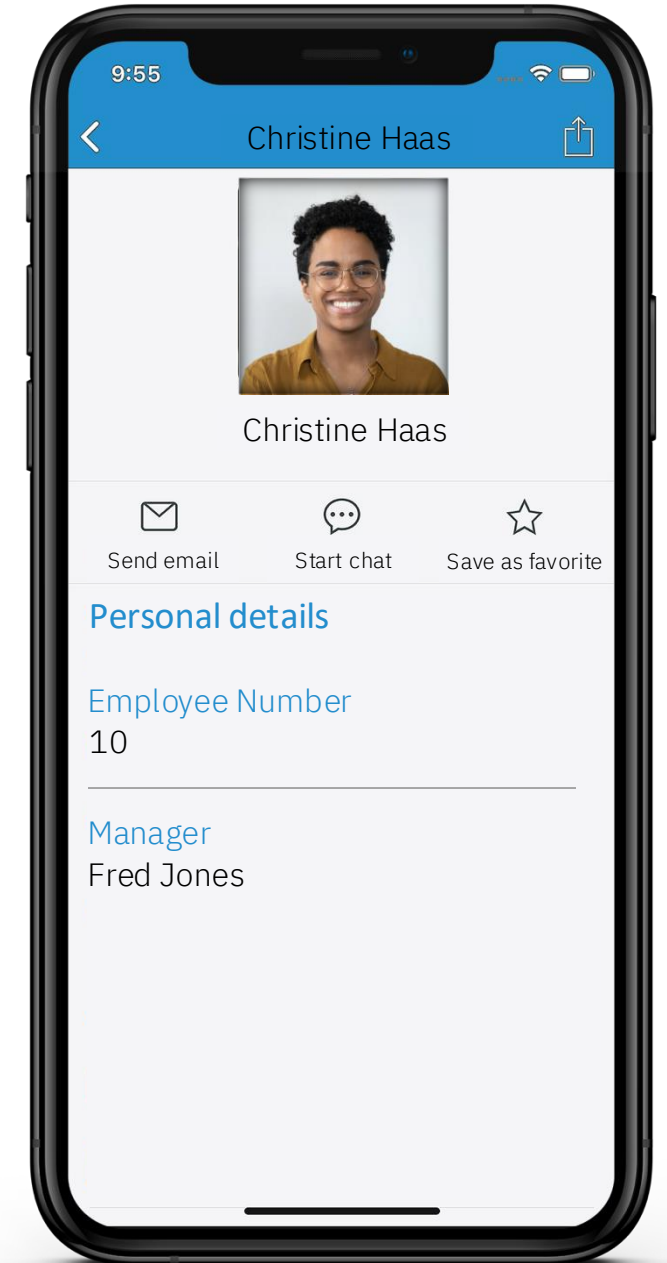 9:55
Christine Haas
Christine Haas
Send email
Start chat
Save as favorite
Personal details
Employee Number
10
Manager
Fred Jones